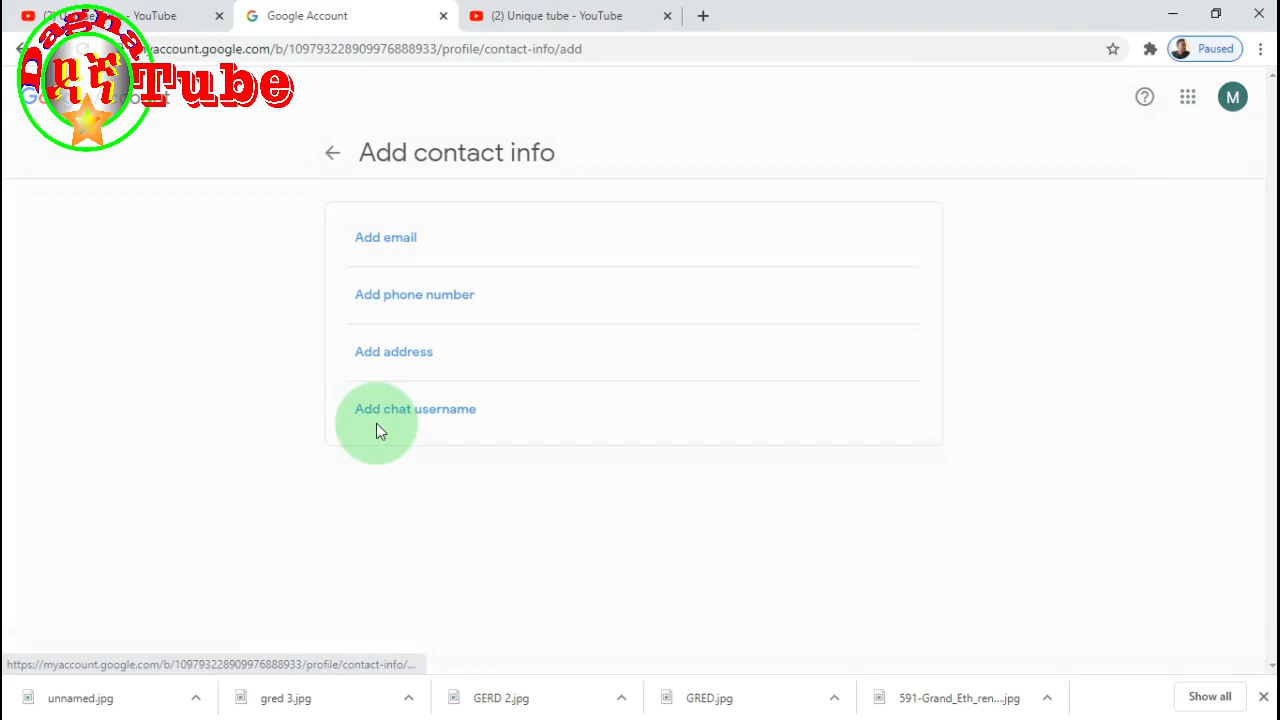 YouTube
Google Account
(2) Unique tube - YouTube
myaccount.google.com/b/109793228909976888933/profile/contact-info/add
Paused
Dagna
ዳኛ
Tube
M
Add contact info
Add email
Add phone number
Add address
Add chat username
https://myaccount.google.com/b/109793228909976888933/profile/contact-info/...
unnamed.jpg
gred 3.jpg
GERD 2.jpg
GRED.jpg
591-Grand_Eth_ren....jpg
Show all